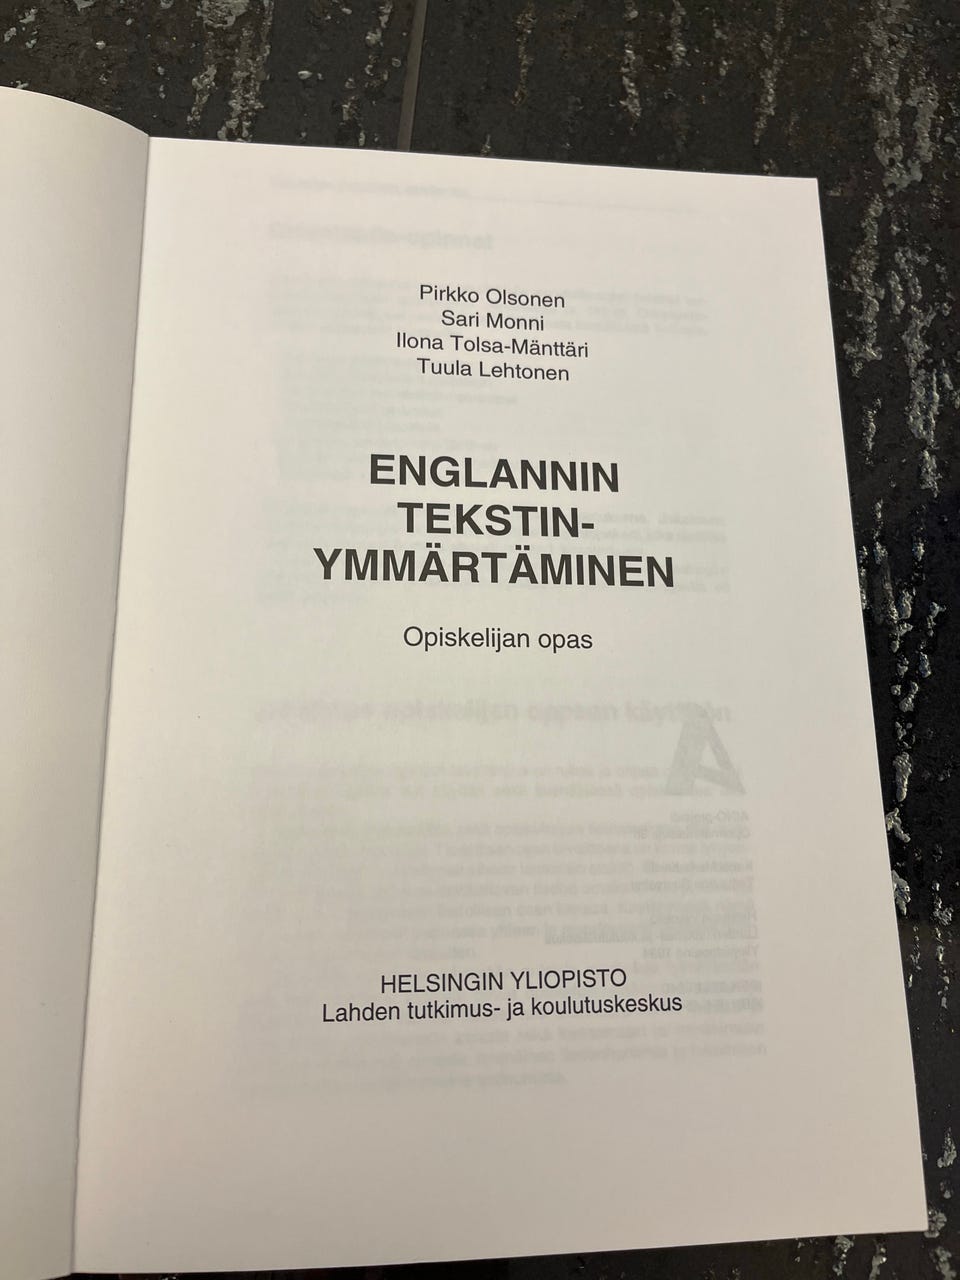 Pirkko Olsonen
Sari Monni
Ilona Tolsa-Mänttäri
Tuula Lehtonen
ENGLANNIN
TEKSTIN-
YMMÄRTÄMINEN
Opiskelijan opas
HELSINGIN YLIOPISTO
Lahden tutkimus- ja koulutuskeskus